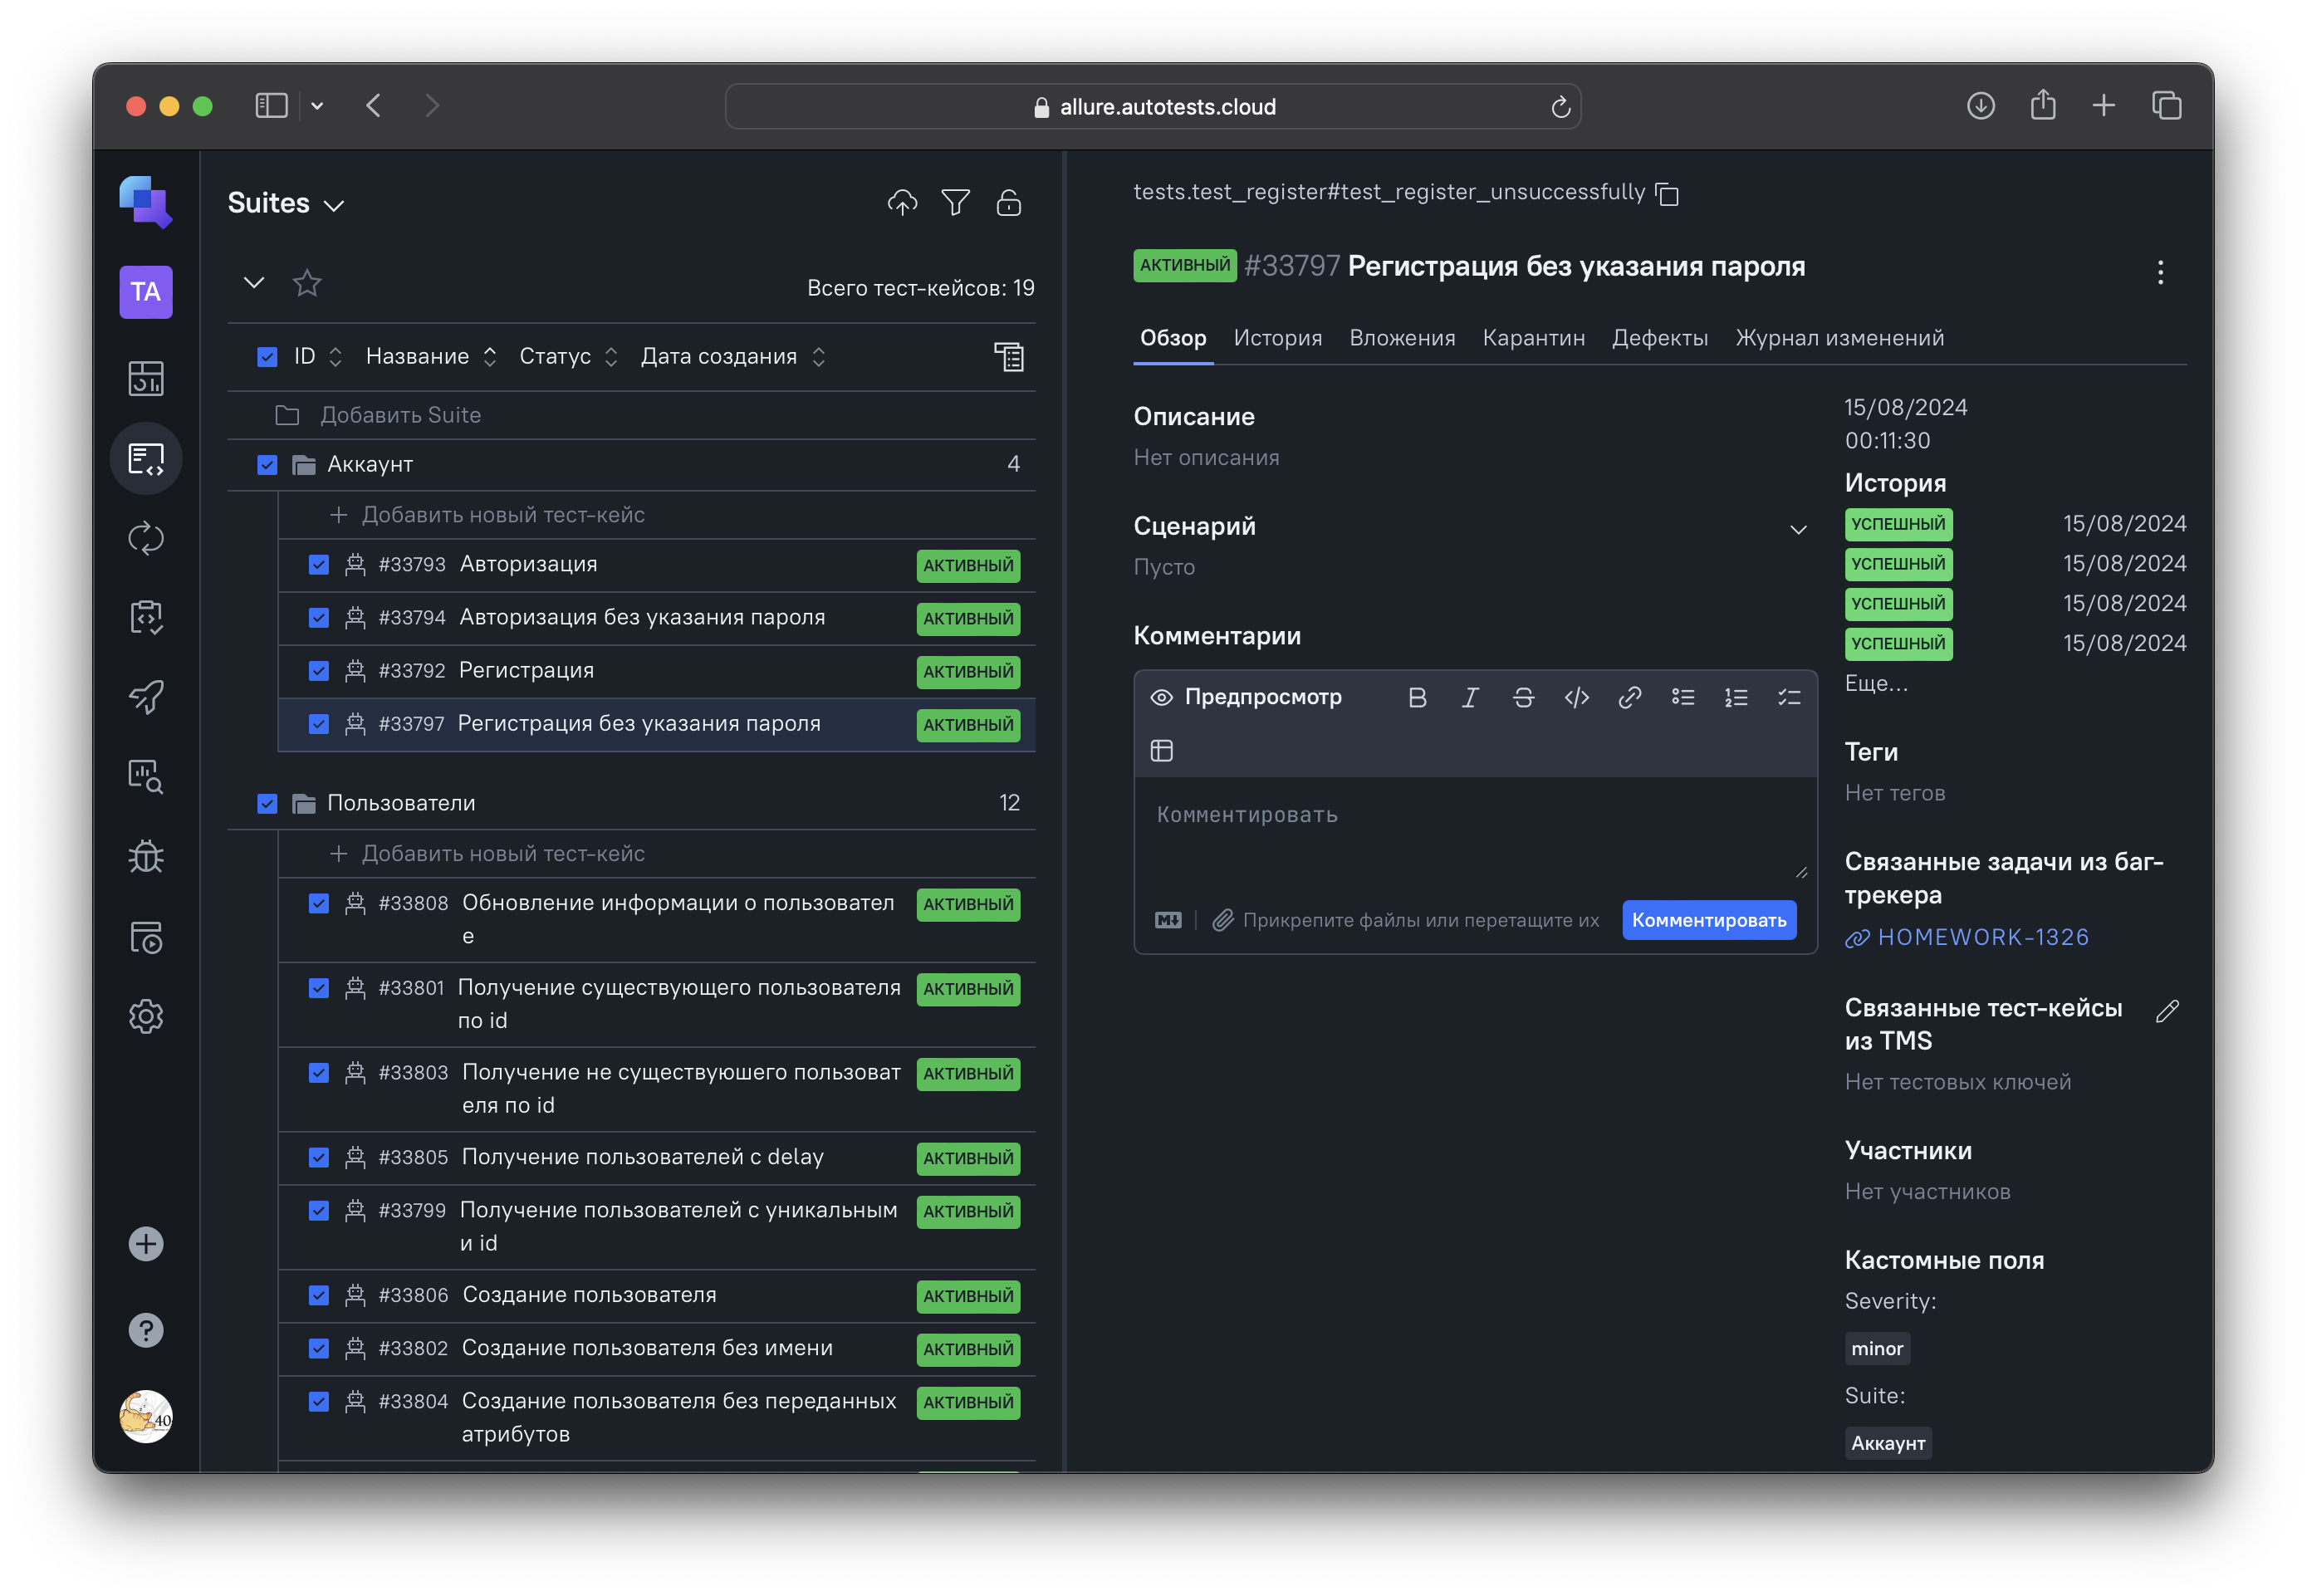 allure.autotests.cloud
TA
Suites
Всего тест-кейсов: 19
ID Название Статус Дата создания
Добавить Suite
Аккаунт 4
Добавить новый тест-кейс
#33793 Авторизация АКТИВНЫЙ
#33794 Авторизация без указания пароля АКТИВНЫЙ
#33792 Регистрация АКТИВНЫЙ
#33797 Регистрация без указания пароля АКТИВНЫЙ
Пользователи 12
Добавить новый тест-кейс
#33808 Обновление информации о пользовател АКТИВНЫЙ
е
#33801 Получение существующего пользователя АКТИВНЫЙ
по id
#33803 Получение не существуюшего пользоват АКТИВНЫЙ
еля по id
#33805 Получение пользователей с delay АКТИВНЫЙ
#33799 Получение пользователей с уникальным АКТИВНЫЙ
и id
#33806 Создание пользователя АКТИВНЫЙ
#33802 Создание пользователя без имени АКТИВНЫЙ
#33804 Создание пользователя без переданных АКТИВНЫЙ
атрибутов
tests.test_register#test_register_unsuccessfully
АКТИВНЫЙ #33797 Регистрация без указания пароля
Обзор История Вложения Карантин Дефекты Журнал изменений
Описание
Нет описания
Сценарий
Пусто
Комментарии
Предпросмотр
Комментировать
Прикрепите файлы или перетащите их Комментировать
15/08/2024
00:11:30
История
УСПЕШНЫЙ 15/08/2024
УСПЕШНЫЙ 15/08/2024
УСПЕШНЫЙ 15/08/2024
УСПЕШНЫЙ 15/08/2024
Еще...
Теги
Нет тегов
Связанные задачи из баг-
трекера
HOMEWORK-1326
Связанные тест-кейсы
из TMS
Нет тестовых ключей
Участники
Нет участников
Кастомные поля
Severity:
minor
Suite:
Аккаунт
40